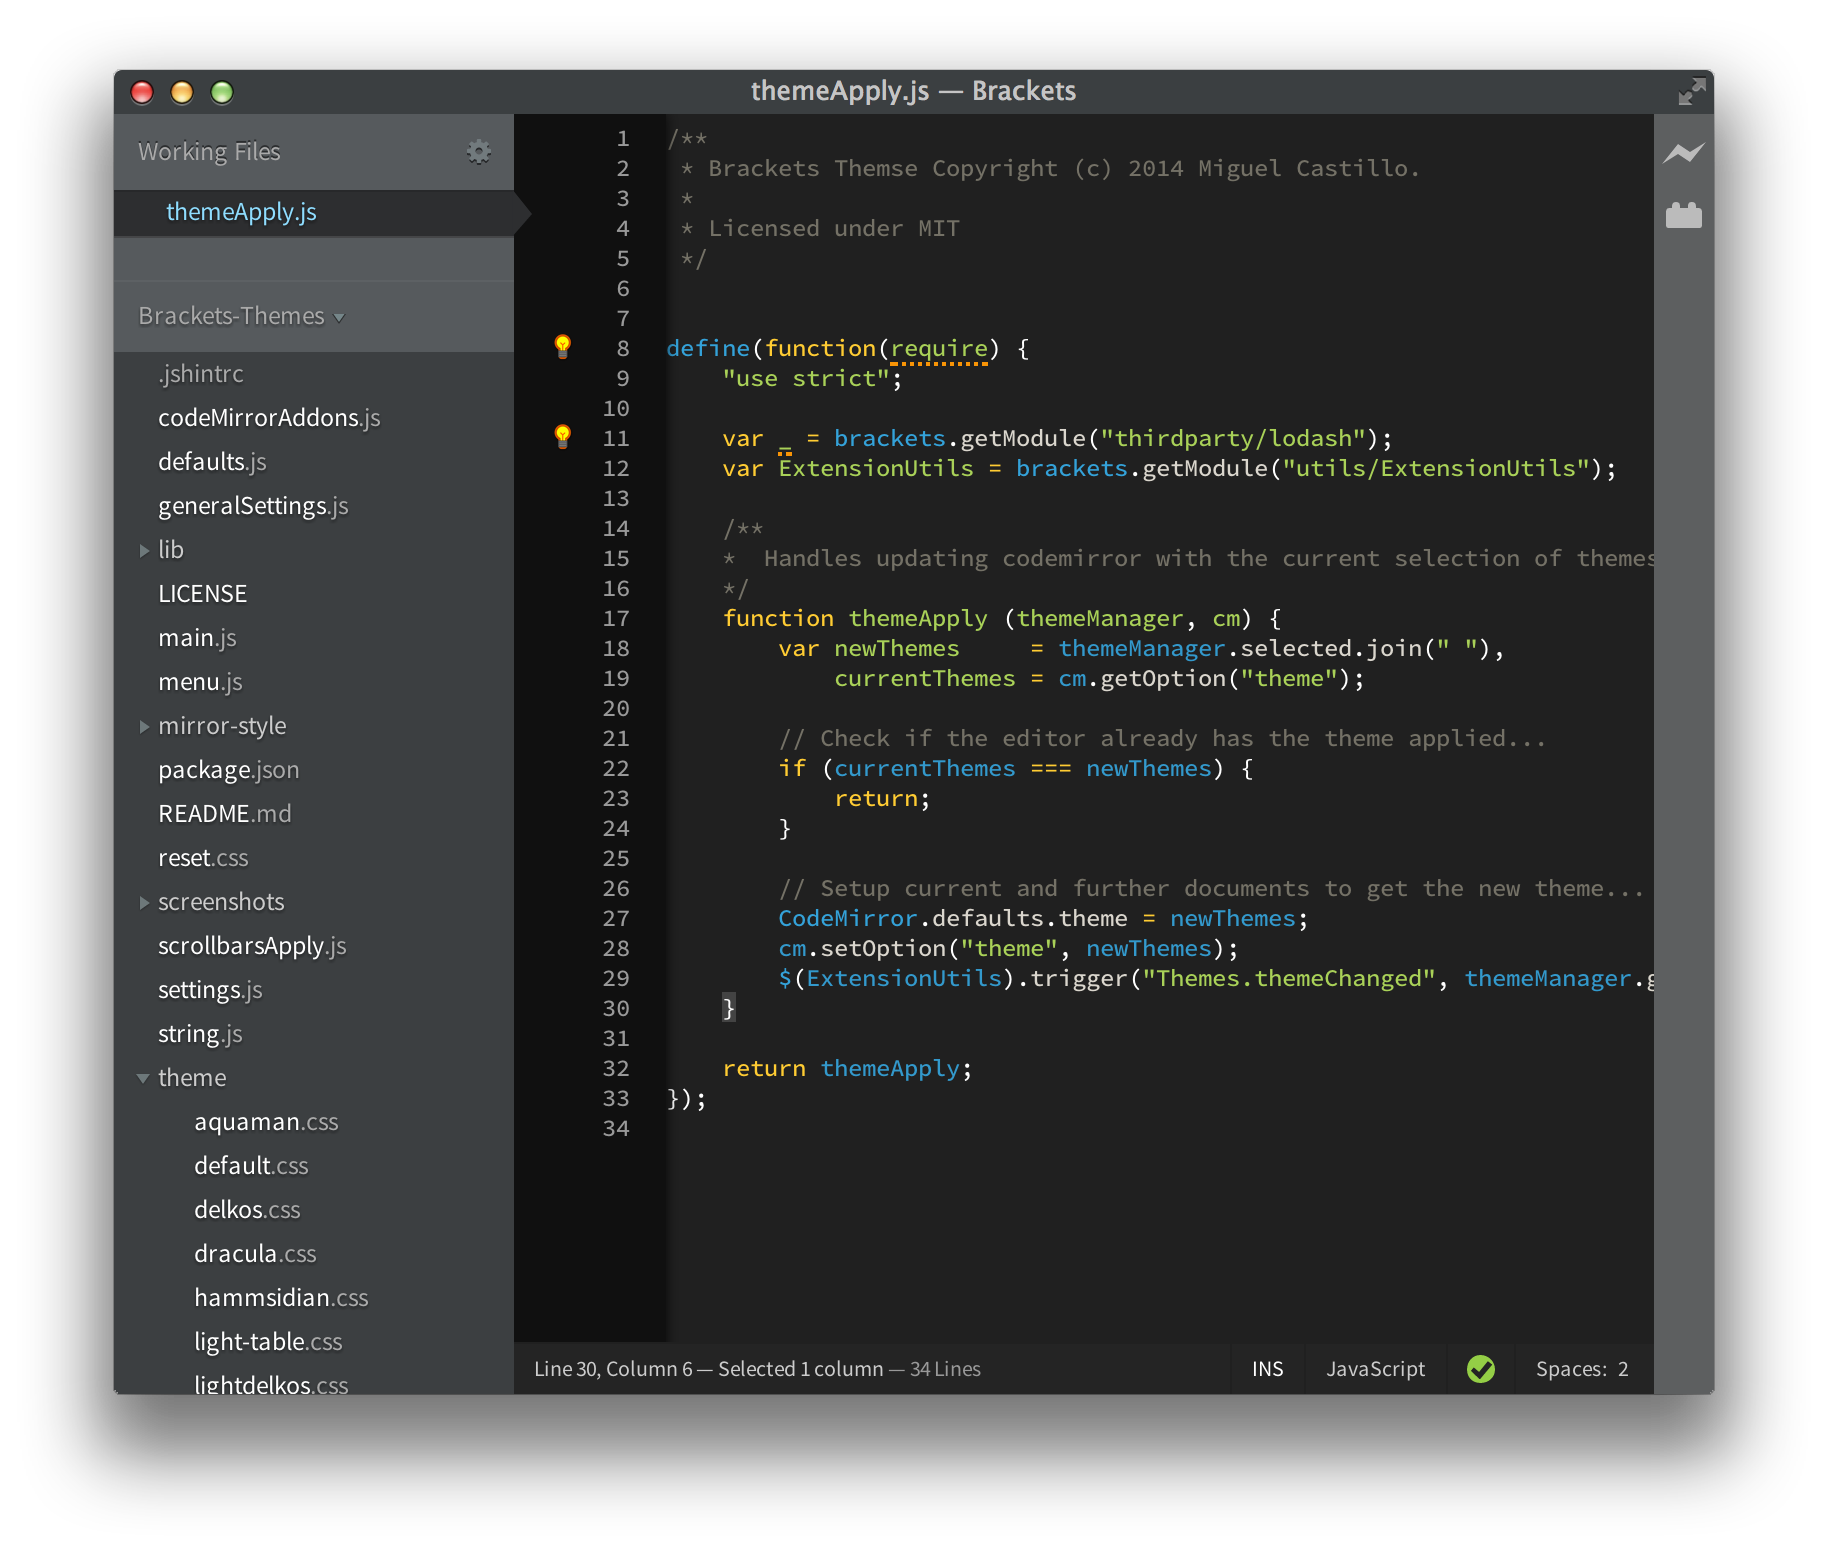 themeApply.js — Brackets
Working Files
themeApply.js
Brackets-Themes
.jshintrc
codeMirrorAddons.js
defaults.js
generalSettings.js
lib
LICENSE
main.js
menu.js
mirror-style
package.json
README.md
reset.css
screenshots
scrollbarsApply.js
settings.js
string.js
theme
aquaman.css
default.css
delkos.css
dracula.css
hammsidian.css
light-table.css
lightdelkos.css
1 /**
2  * Brackets Themse Copyright (c) 2014 Miguel Castillo.
3  *
4  * Licensed under MIT
5  */
6
7
8 define(function(require) {
9     "use strict";
10
11     var _ = brackets.getModule("thirdparty/lodash");
12     var ExtensionUtils = brackets.getModule("utils/ExtensionUtils");
13
14     /**
15     *  Handles updating codemirror with the current selection of themes
16     */
17     function themeApply (themeManager, cm) {
18         var newThemes     = themeManager.selected.join(" "),
19             currentThemes = cm.getOption("theme");
20
21         // Check if the editor already has the theme applied...
22         if (currentThemes === newThemes) {
23             return;
24         }
25
26         // Setup current and further documents to get the new theme...
27         CodeMirror.defaults.theme = newThemes;
28         cm.setOption("theme", newThemes);
29         $(ExtensionUtils).trigger("Themes.themeChanged", themeManager.g
30     }
31
32     return themeApply;
33 });
34
Line 30, Column 6 — Selected 1 column — 34 Lines
INS
JavaScript
Spaces: 2